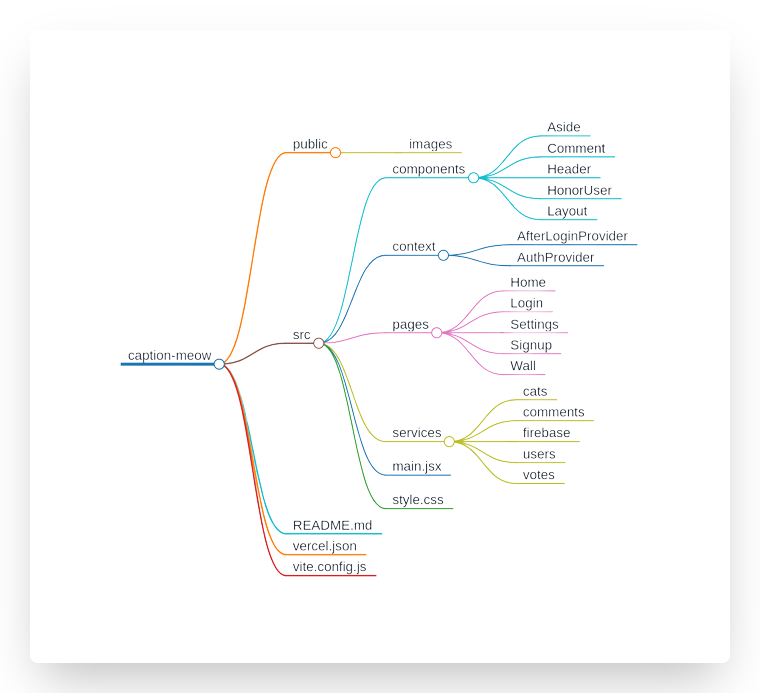 caption-meow
public
images
src
components
Aside
Comment
Header
HonorUser
Layout
context
AfterLoginProvider
AuthProvider
pages
Home
Login
Settings
Signup
Wall
services
cats
comments
firebase
users
votes
main.jsx
style.css
README.md
vercel.json
vite.config.js